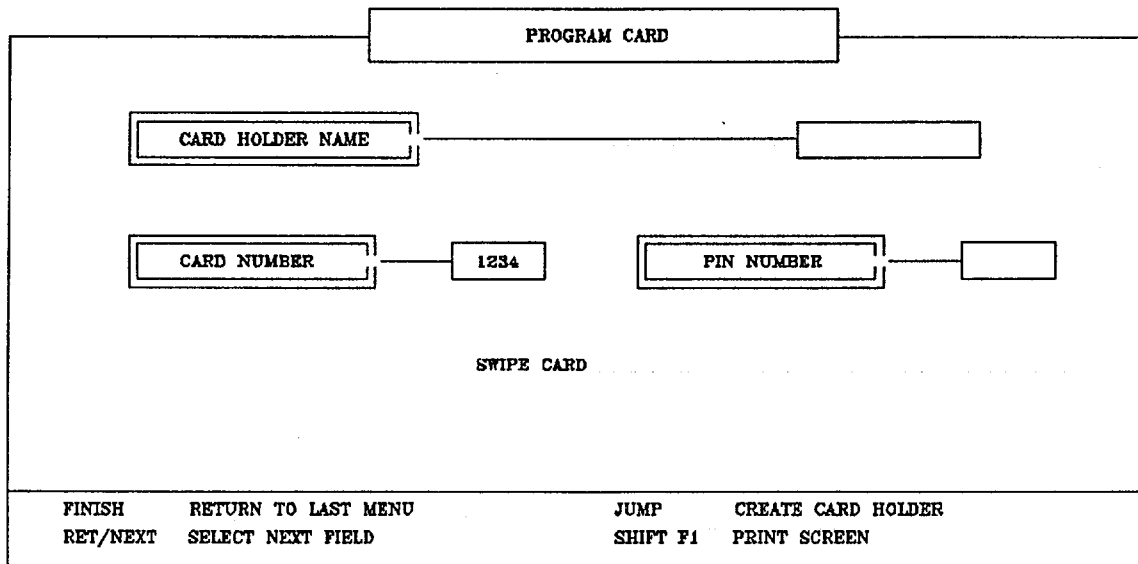 PROGRAM CARD
CARD HOLDER NAME
CARD NUMBER 1234 PIN NUMBER
SWIPE CARD
FINISH RETURN TO LAST MENU JUMP CREATE CARD HOLDER
RET/NEXT SELECT NEXT FIELD SHIFT F1 PRINT SCREEN